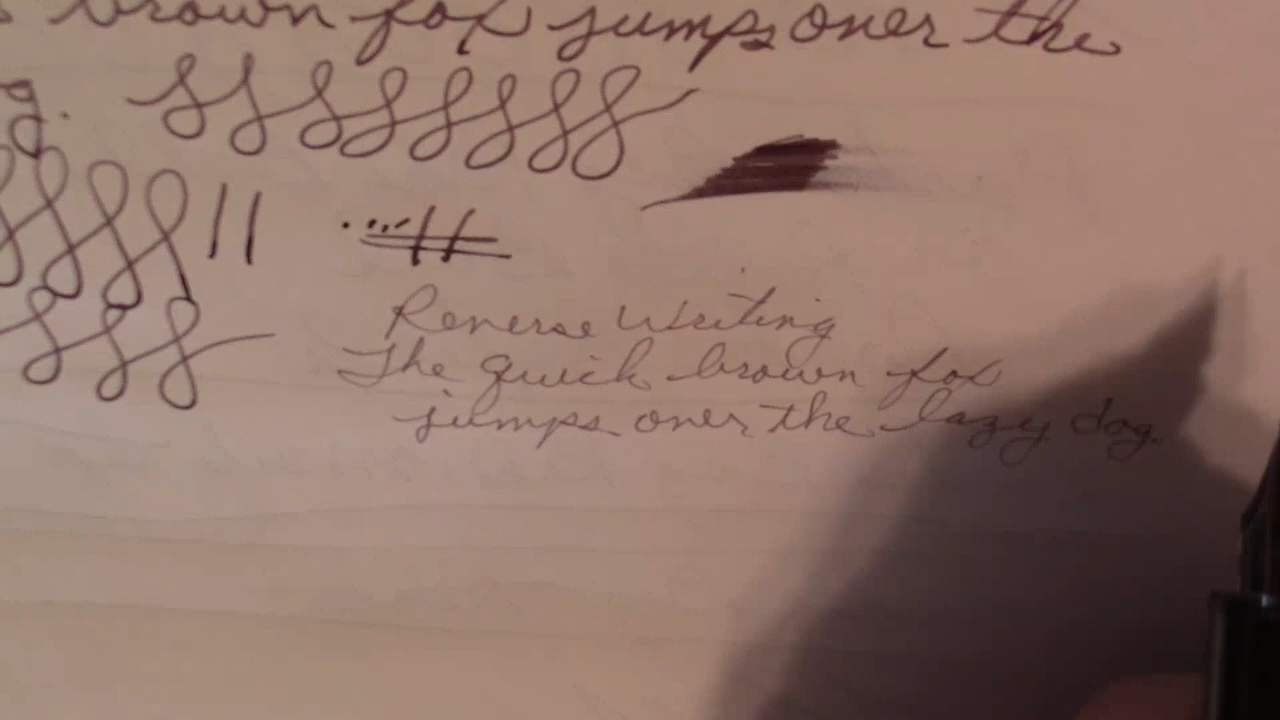 brown fox jumps over the
g.
Reverse Writing
The quick brown fox
jumps over the lazy dog.